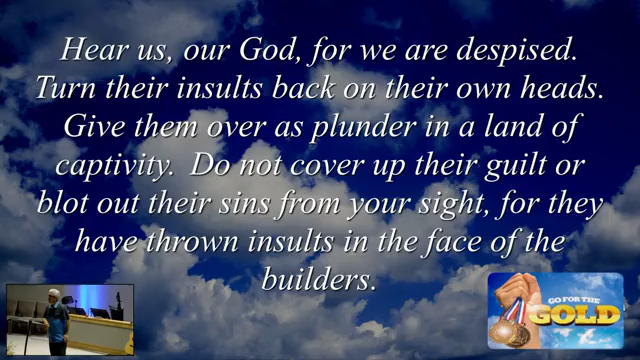 Hear us, our God, for we are despised.
Turn their insults back on their own heads.
Give them over as plunder in a land of
captivity. Do not cover up their guilt or
blot out their sins from your sight, for they
have thrown insults in the face of the
builders.
GO FOR THE
GOLD